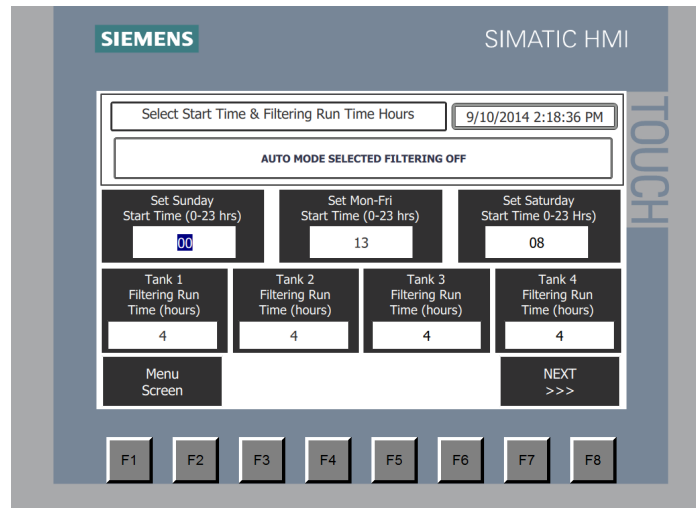 SIEMENS
SIMATIC HMI
TOUCH
Select Start Time & Filtering Run Time Hours
9/10/2014 2:18:36 PM
AUTO MODE SELECTED FILTERING OFF
Set Sunday
Start Time (0-23 hrs)
00
Set Mon-Fri
Start Time (0-23 hrs)
13
Set Saturday
Start Time 0-23 Hrs)
08
Tank 1
Filtering Run
Time (hours)
4
Tank 2
Filtering Run
Time (hours)
4
Tank 3
Filtering Run
Time (hours)
4
Tank 4
Filtering Run
Time (hours)
4
Menu
Screen
NEXT
>>>
F1
F2
F3
F4
F5
F6
F7
F8